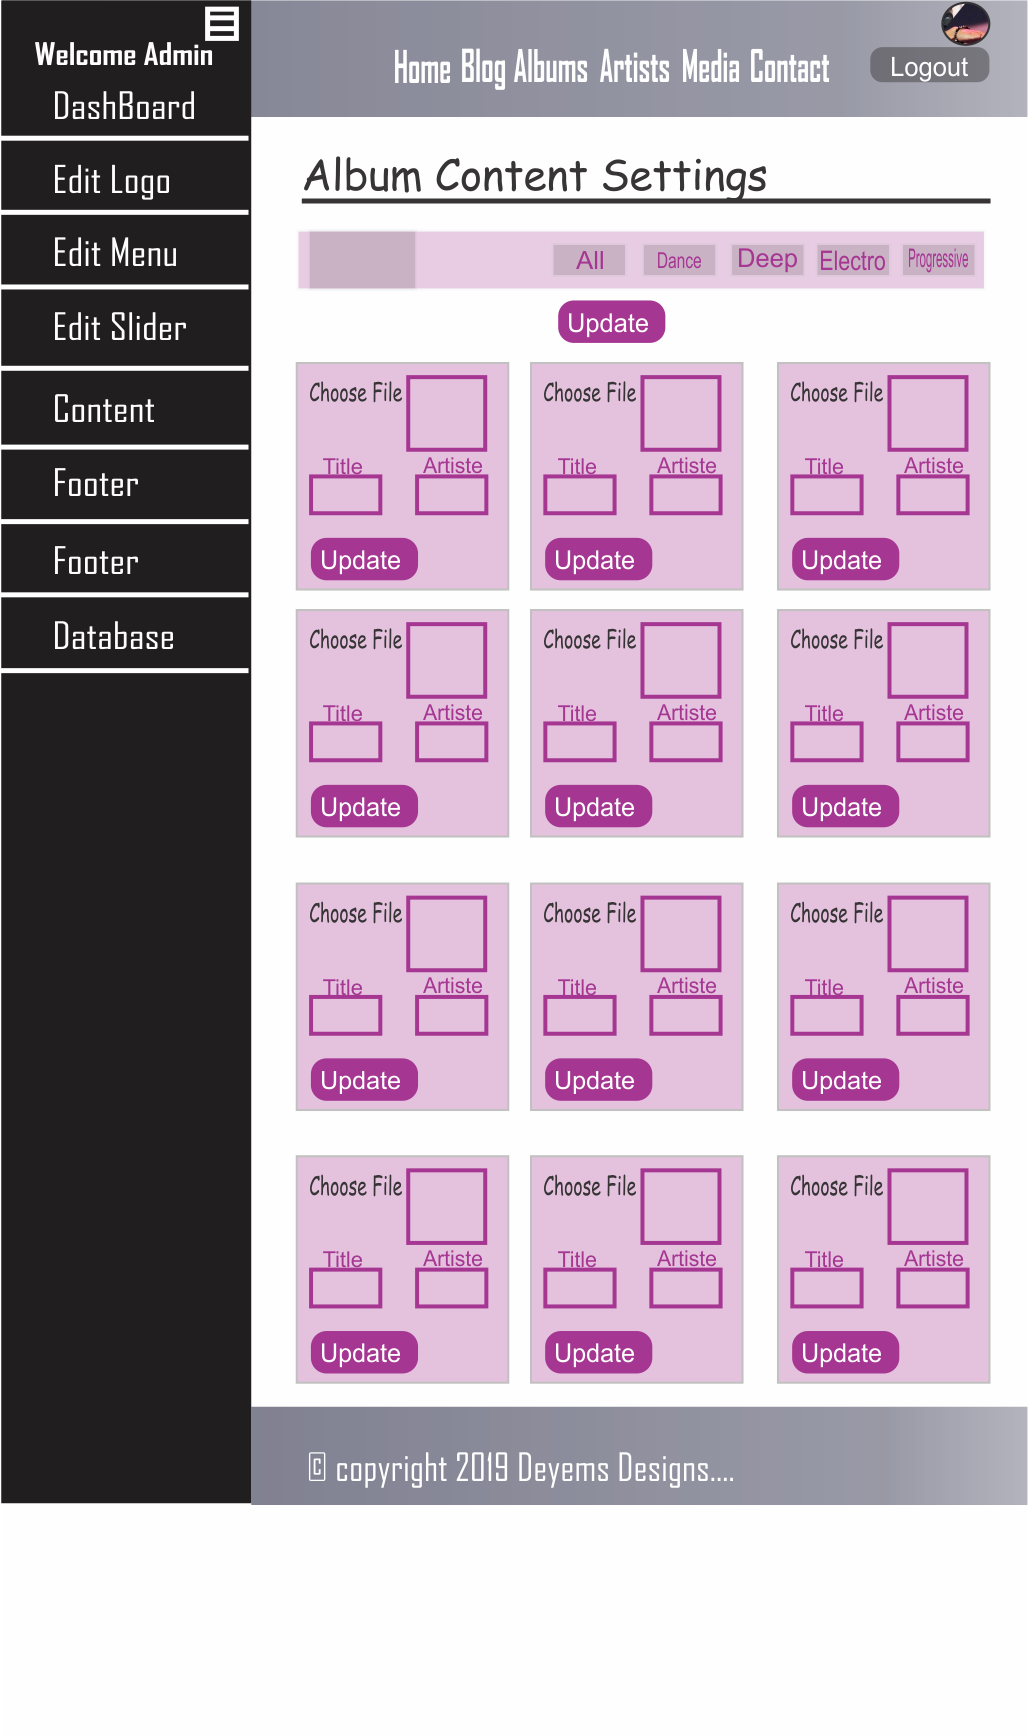 Welcome Admin
DashBoard
Edit Logo
Edit Menu
Edit Slider
Content
Footer
Footer
Database
Home Blog Albums Artists Media Contact
Logout
Album Content Settings
All Dance Deep Electro Progressive
Update
Choose File Choose File Choose File
Title Artiste Title Artiste Title Artiste
Update Update Update
Choose File Choose File Choose File
Title Artiste Title Artiste Title Artiste
Update Update Update
Choose File Choose File Choose File
Title Artiste Title Artiste Title Artiste
Update Update Update
Choose File Choose File Choose File
Title Artiste Title Artiste Title Artiste
Update Update Update
© copyright 2019 Deyems Designs....